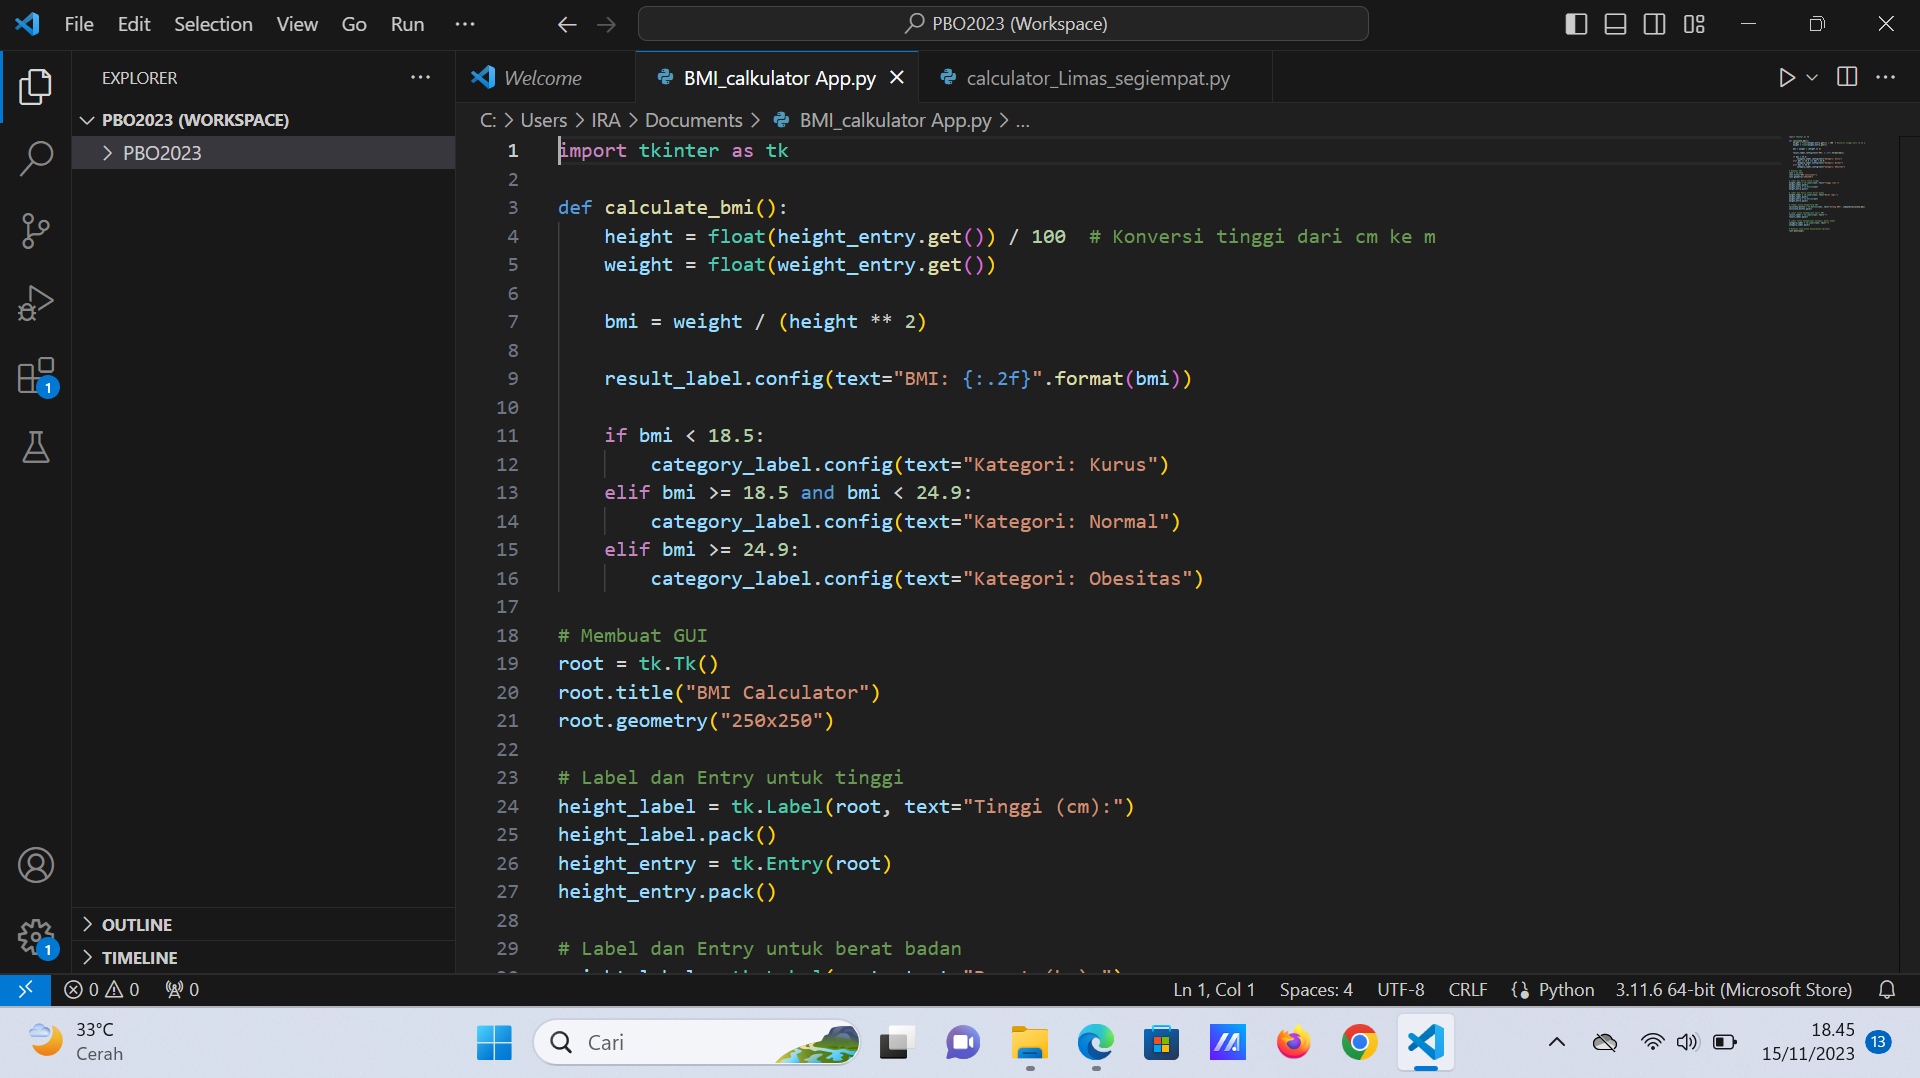 File Edit Selection View Go Run ... PBO2023 (Workspace)
EXPLORER
PBO2023 (WORKSPACE)
PBO2023
OUTLINE
TIMELINE
Welcome BMI_calkulator App.py calculator_Limas_segiempat.py
C: > Users > IRA > Documents > BMI_calkulator App.py > ...
1 import tkinter as tk
2
3 def calculate_bmi():
4 height = float(height_entry.get()) / 100 # Konversi tinggi dari cm ke m
5 weight = float(weight_entry.get())
6
7 bmi = weight / (height ** 2)
8
9 result_label.config(text="BMI: {:.2f}".format(bmi))
10
11 if bmi < 18.5:
12 category_label.config(text="Kategori: Kurus")
13 elif bmi >= 18.5 and bmi < 24.9:
14 category_label.config(text="Kategori: Normal")
15 elif bmi >= 24.9:
16 category_label.config(text="Kategori: Obesitas")
17
18 # Membuat GUI
19 root = tk.Tk()
20 root.title("BMI Calculator")
21 root.geometry("250x250")
22
23 # Label dan Entry untuk tinggi
24 height_label = tk.Label(root, text="Tinggi (cm):")
25 height_label.pack()
26 height_entry = tk.Entry(root)
27 height_entry.pack()
28
29 # Label dan Entry untuk berat badan
1
1
0 0 0 Ln 1, Col 1 Spaces: 4 UTF-8 CRLF Python 3.11.6 64-bit (Microsoft Store)
33°C
Cerah
Cari
18.45
15/11/2023
13